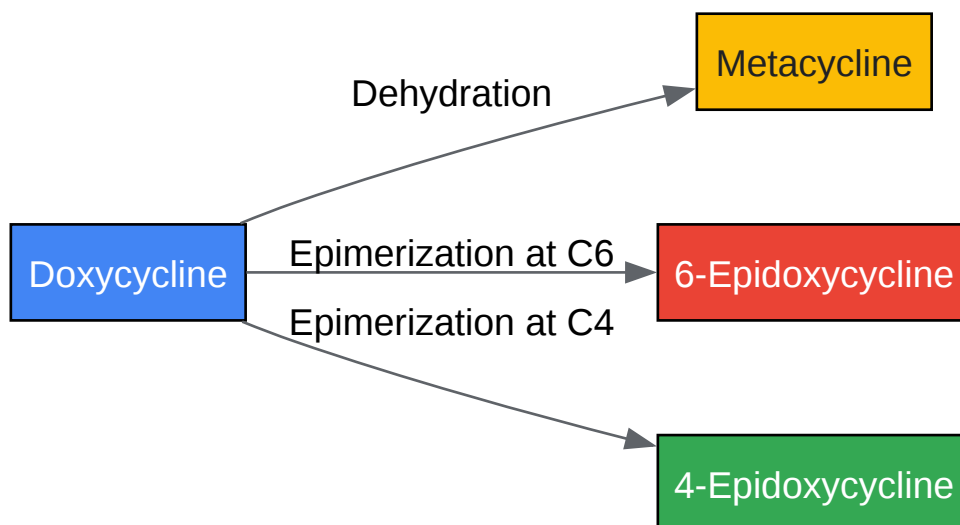 Metacycline
Dehydration
Doxycycline
Epimerization at C6
6-Epidoxycycline
Epimerization at C4
4-Epidoxycycline